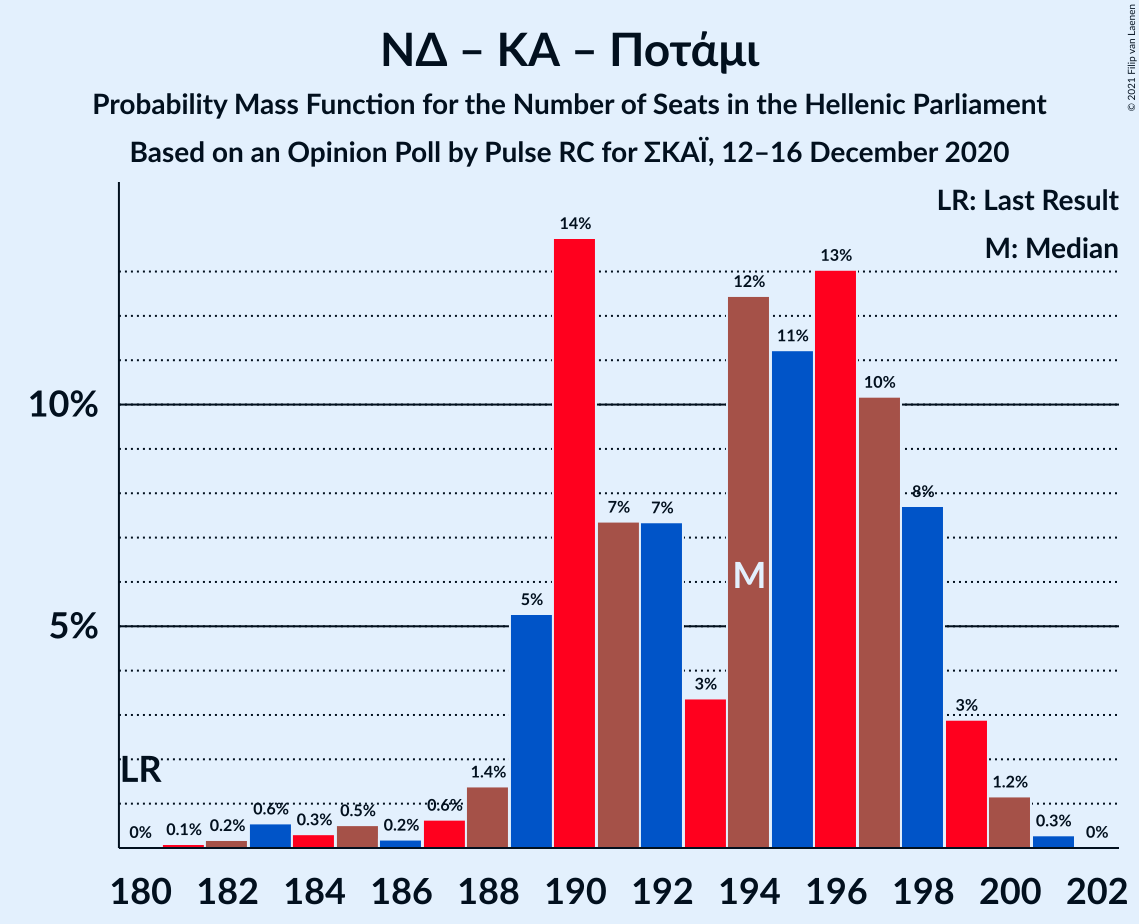 ΝΔ – ΚΑ – Ποτάμι
Probability Mass Function for the Number of Seats in the Hellenic Parliament
Based on an Opinion Poll by Pulse RC for ΣΚΑΪ, 12–16 December 2020
© 2021 Filip van Laenen
LR: Last Result
M: Median
14%
13%
12%
11%
10%
10%
8%
7%
7%
M
5%
5%
3%
3%
LR
1.4%
1.2%
0%
0.1%
0.2%
0.6%
0.3%
0.5%
0.2%
0.6%
0.3%
0%
180 182 184 186 188 190 192 194 196 198 200 202